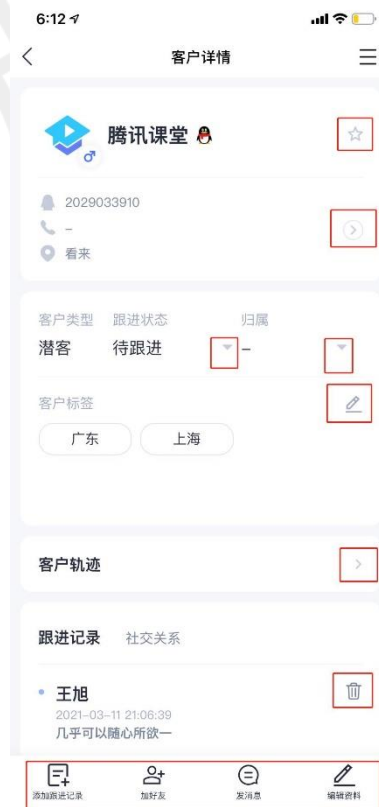 6:12
客户详情
腾讯课堂
2029033910
–
看来
客户类型 跟进状态 归属
潜客 待跟进 –
客户标签
广东 上海
客户轨迹
跟进记录 社交关系
王旭
2021-03-11 21:06:39
几乎可以随心所欲一
添加跟进记录 加好友 发消息 编辑资料